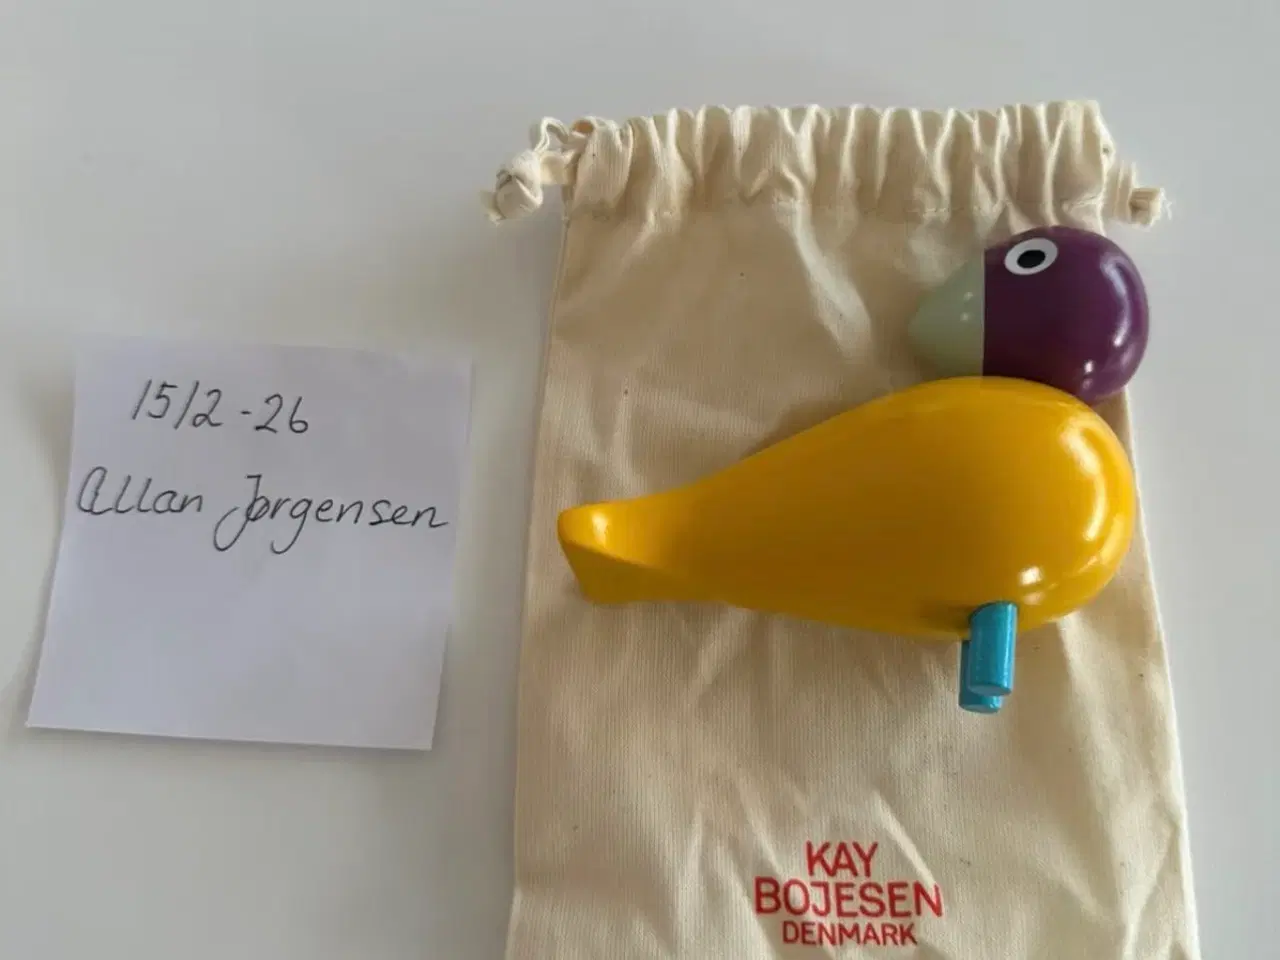 15/2-26
Allan Jørgensen
KAY
BOJESEN
DENMARK